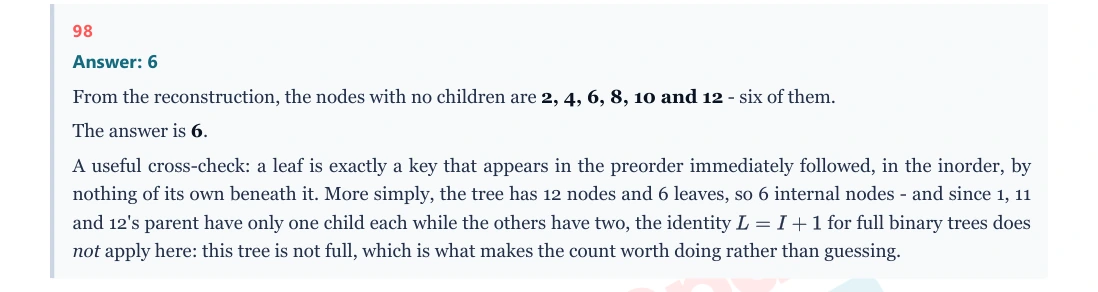 98
Answer: 6
From the reconstruction, the nodes with no children are 2, 4, 6, 8, 10 and 12 - six of them.
The answer is 6.
A useful cross-check: a leaf is exactly a key that appears in the preorder immediately followed, in the inorder, by
nothing of its own beneath it. More simply, the tree has 12 nodes and 6 leaves, so 6 internal nodes - and since 1, 11
and 12's parent have only one child each while the others have two, the identity L = I + 1 for full binary trees does
not apply here: this tree is not full, which is what makes the count worth doing rather than guessing.